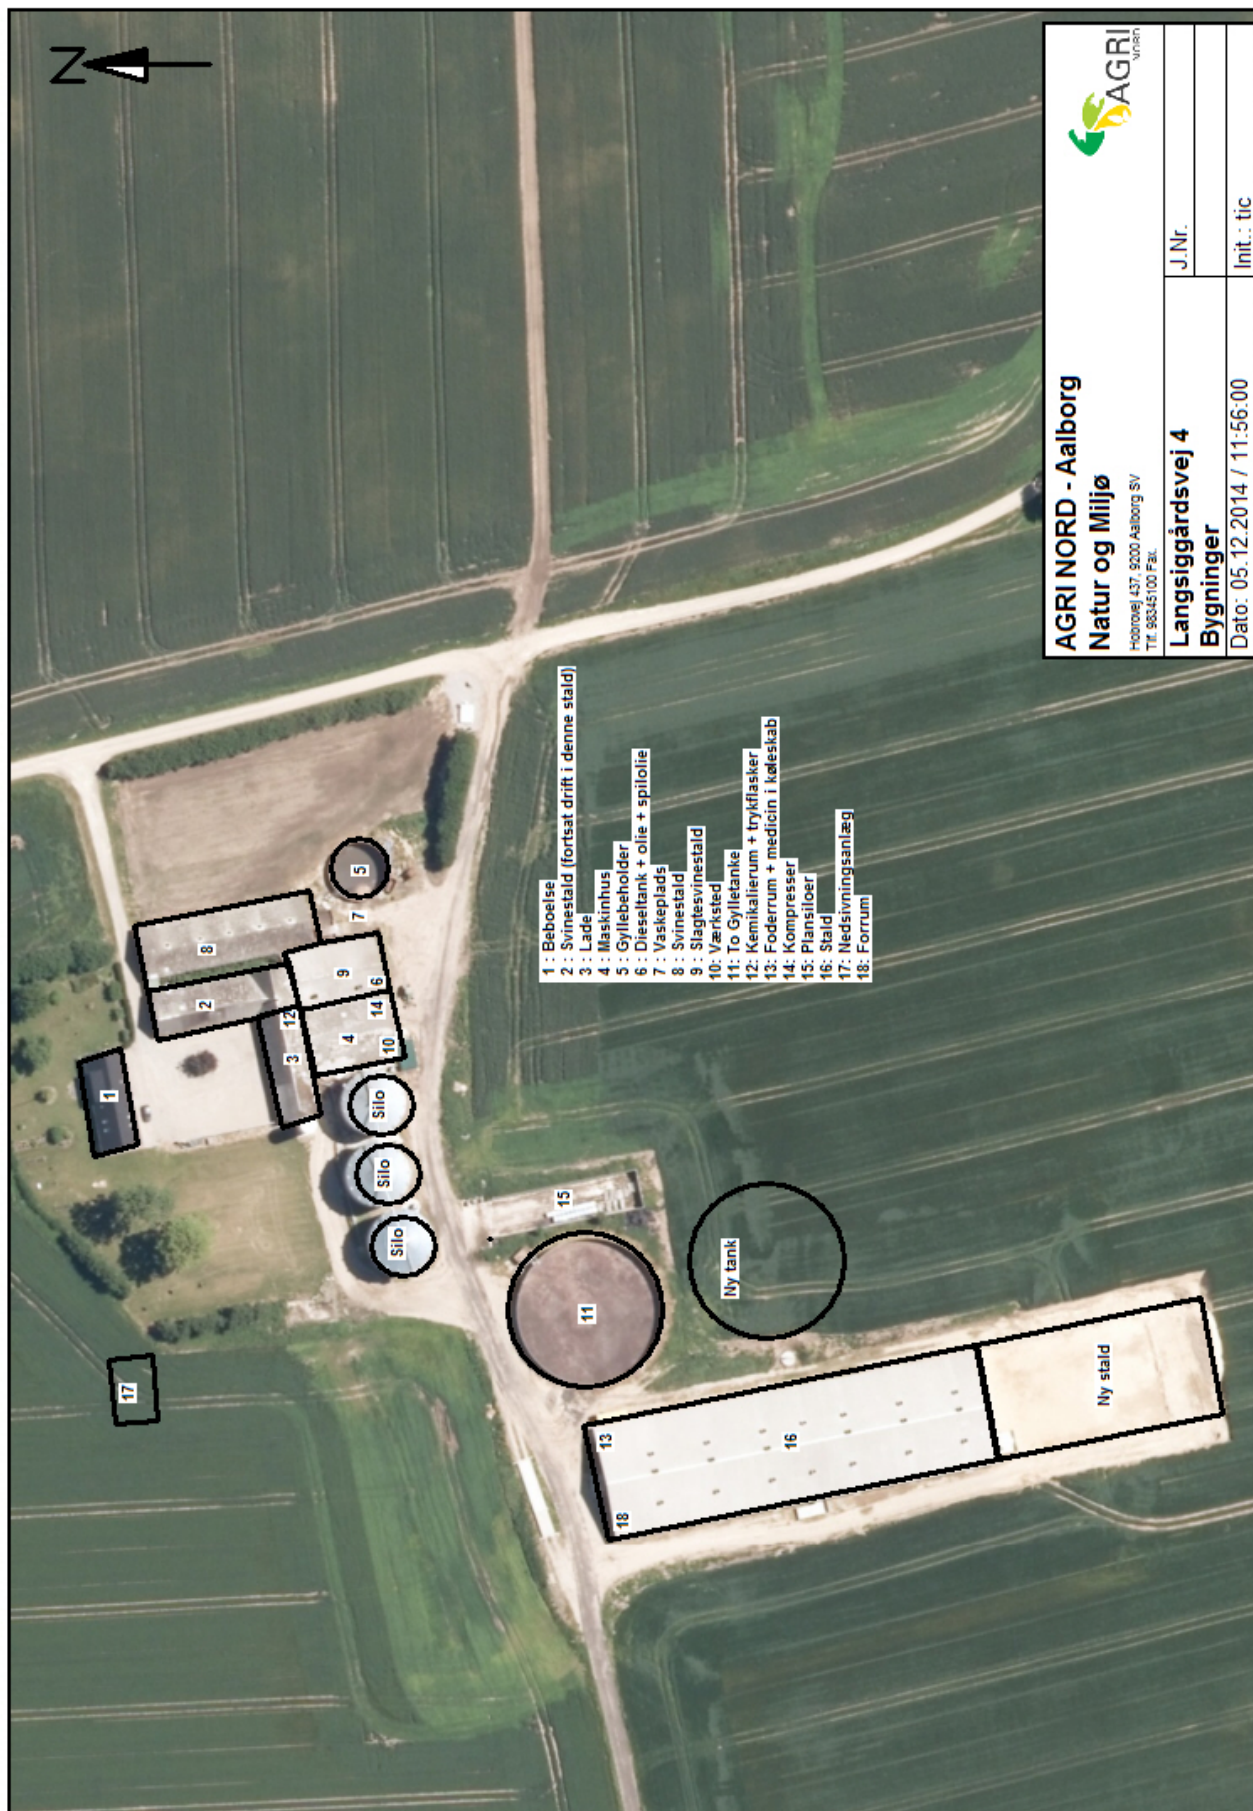 N
1
2
8
3
12
9
6
4
14
10
7
5
Silo
Silo
Silo
15
11
Ny tank
17
13
18
16
Ny stald
1 : Beboelse
2 : Svinestald (fortsat drift i denne stald)
3 : Lade
4 : Maskinhus
5 : Gyllebeholder
6 : Dieseltank + olie + spilolie
7 : Vaskeplads
8 : Svinestald
9 : Slagtesvinestald
10: Værksted
11: To Gylletanke
12: Kemikalierum + trykflasker
13: Foderrum + medicin i køleskab
14: Kompresser
15: Plansiloer
16: Stald
17: Nedsivningsanlæg
18: Forrum
AGRI NORD - Aalborg
Natur og Miljø
Hobrovej 437, 9200 Aalborg SV
Tlf. 96345100 Fax.
AGRI
NORD
Langsiggårdsvej 4
Bygninger
J.Nr.
Dato: 05.12.2014 / 11:56:00
Init.: tic